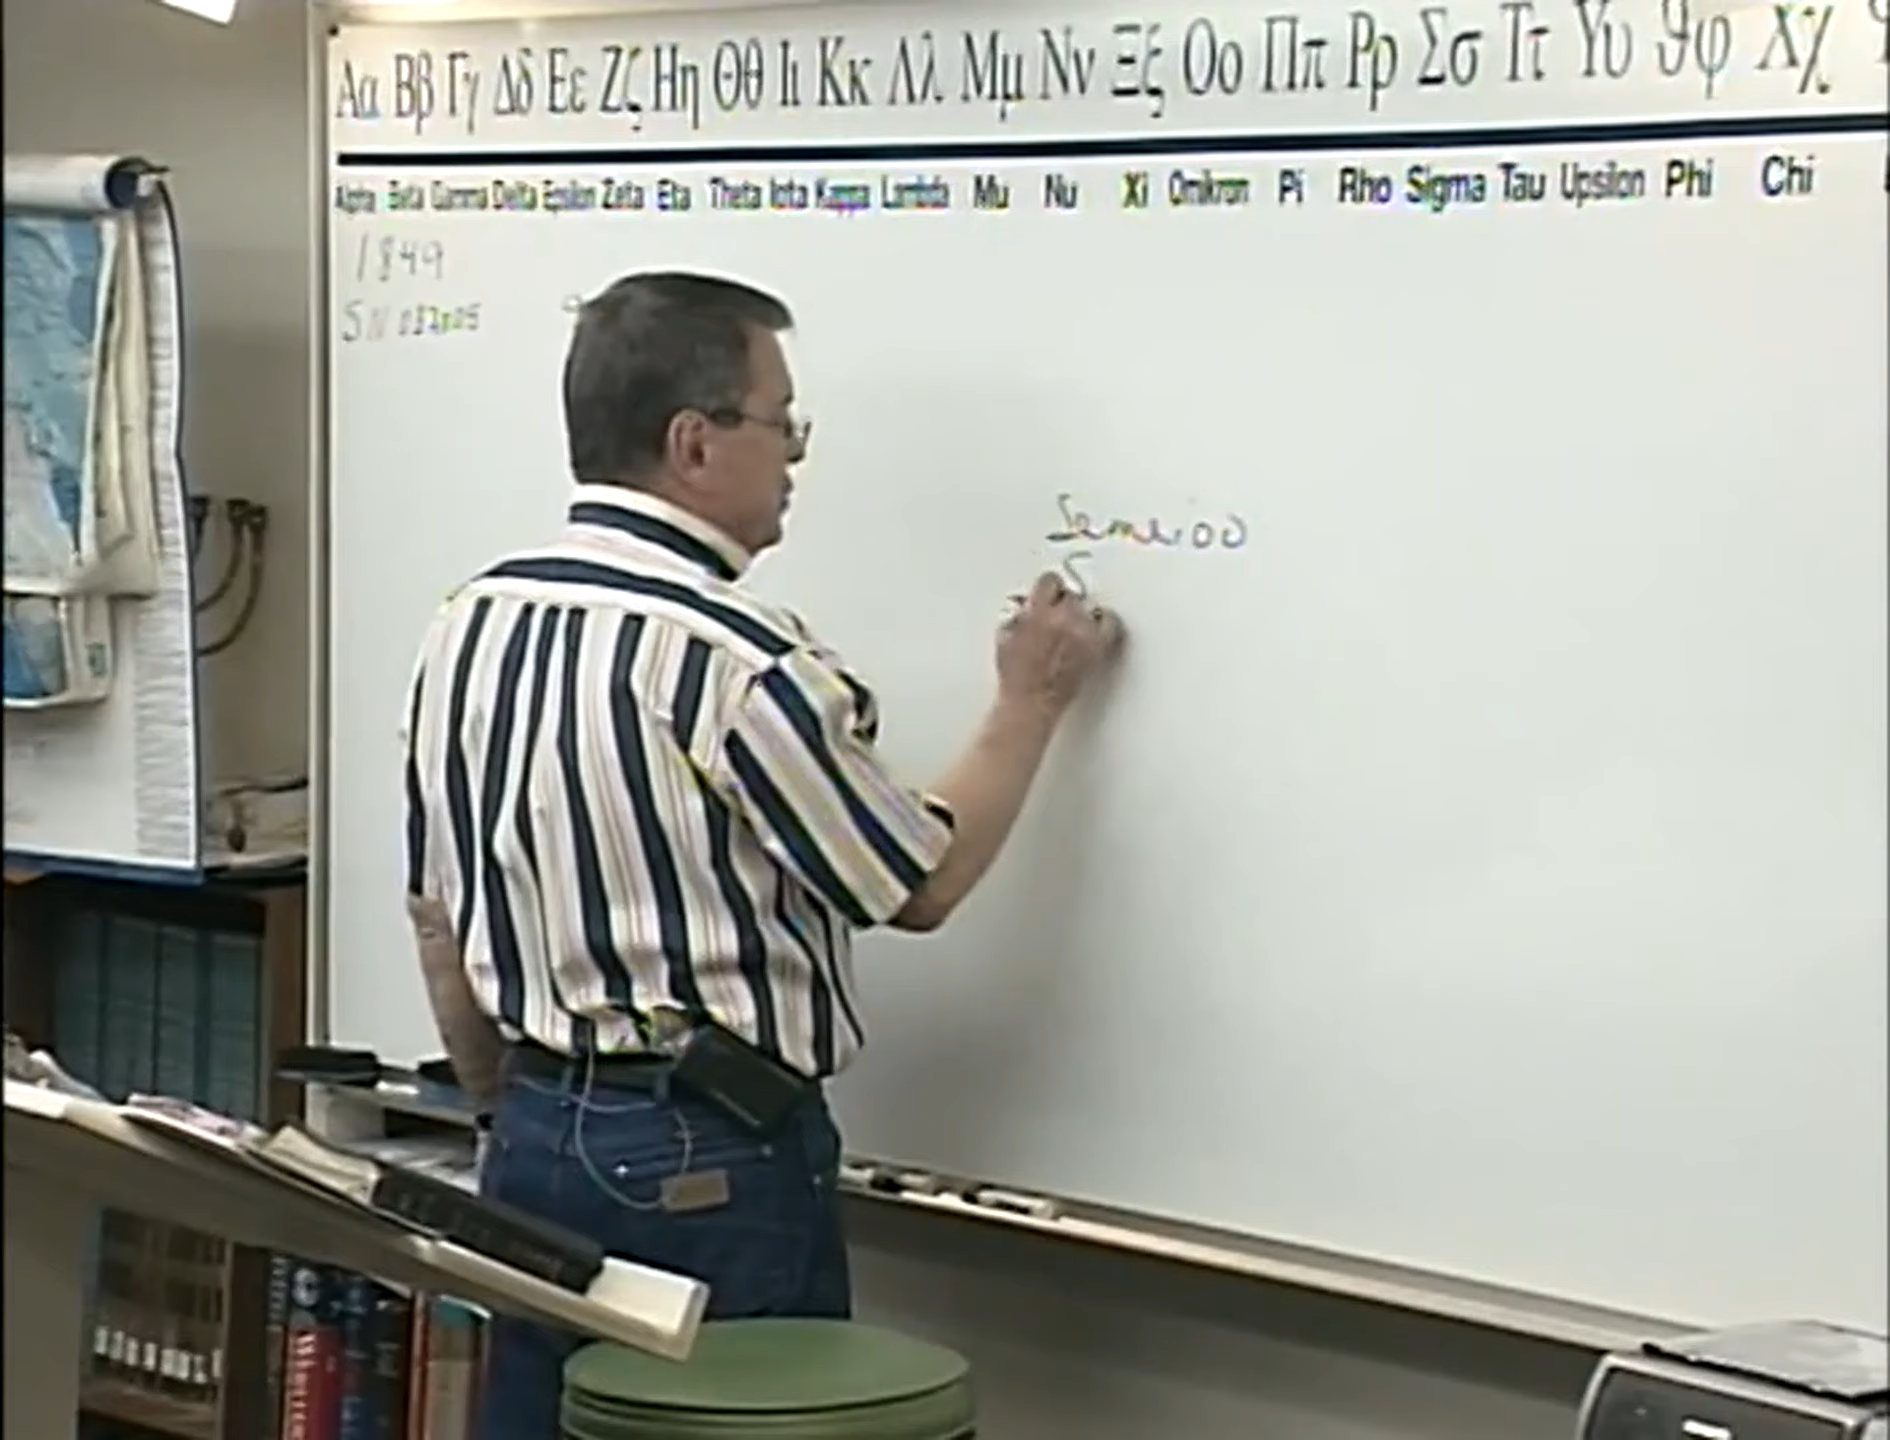 Αα Ββ Γγ Δδ Εε Ζζ Ηη Θθ Ιι Κκ Λλ Μμ Νν Ξξ Οο Ππ Ρρ Σσ Ττ Υυ ϑφ Χχ
Alpha Beta Gamma Delta Epsilon Zeta Eta Theta Iota Kappa Lambda Mu Nu Xi Omikron Pi Rho Sigma Tau Upsilon Phi Chi
1849
Semeioo
S